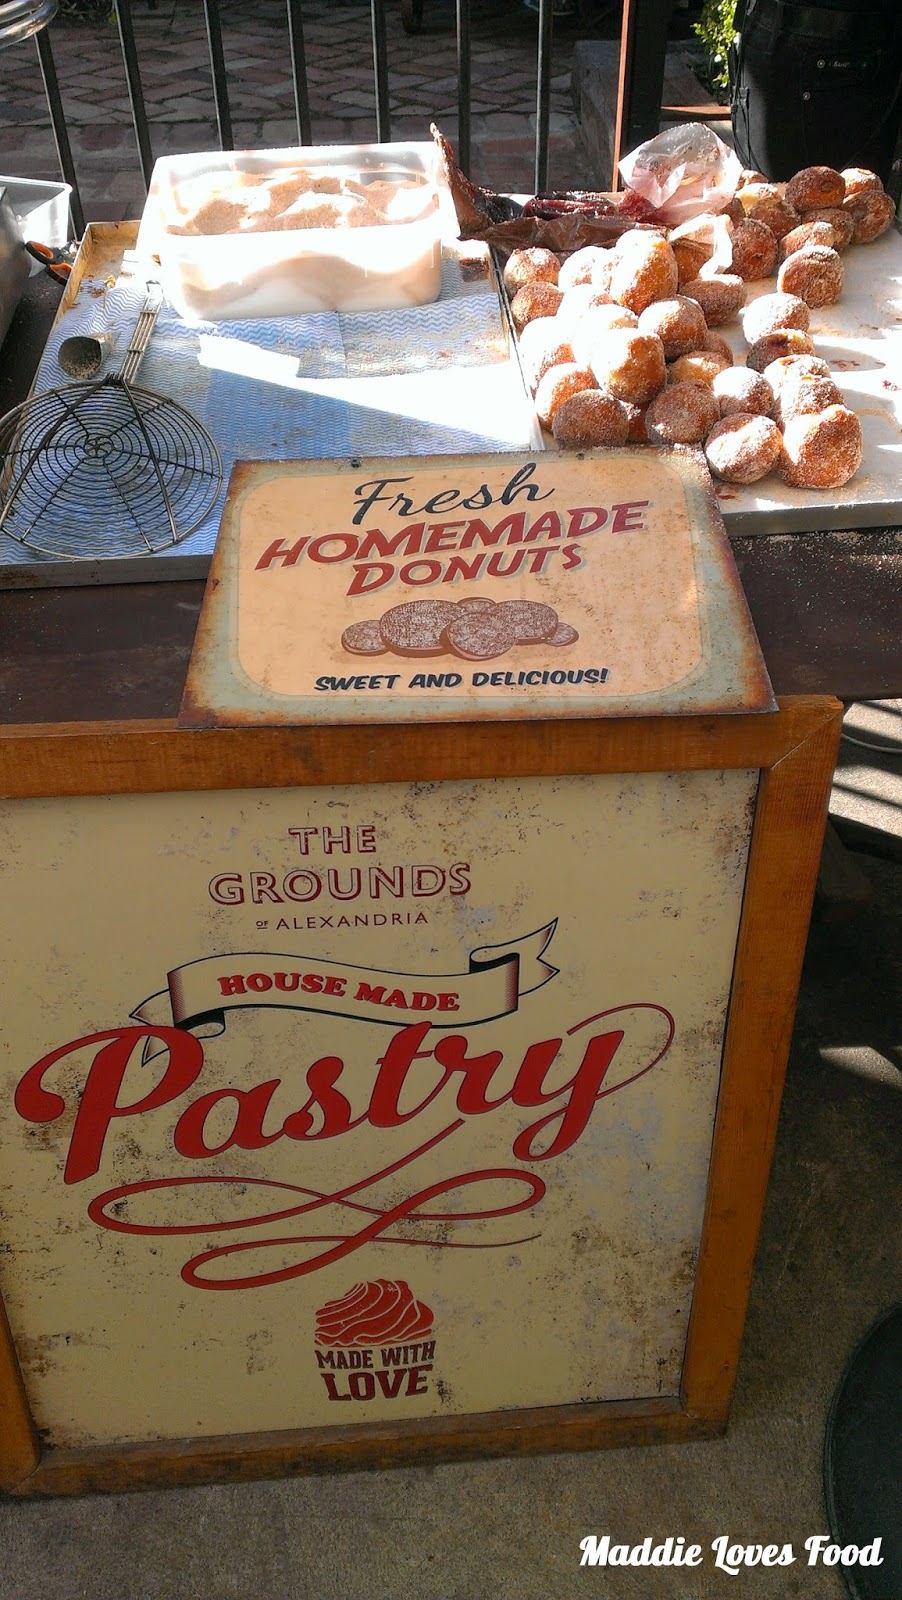 Fresh
HOMEMADE
DONUTS
SWEET AND DELICIOUS!
THE
GROUNDS
OF ALEXANDRIA
HOUSE MADE
Pastry
MADE WITH
LOVE
Maddie Loves Food